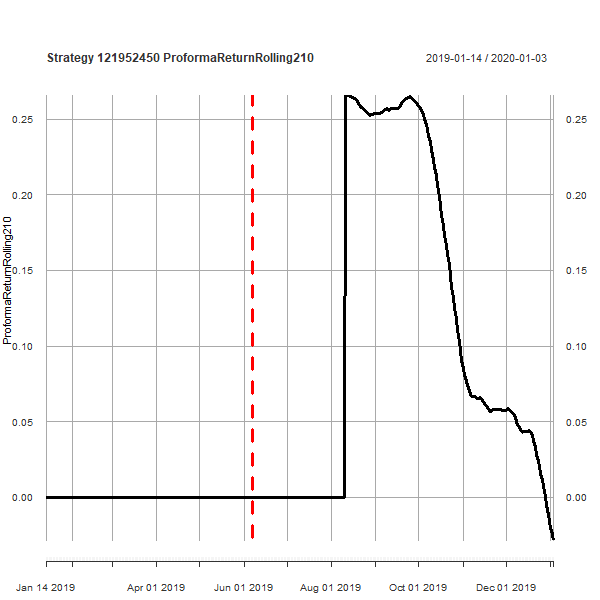 Strategy 121952450 ProformaReturnRolling210
2019-01-14 / 2020-01-03
ProformaReturnRolling210
0.25 0.25
0.20 0.20
0.15 0.15
0.10 0.10
0.05 0.05
0.00 0.00
Jan 14 2019 Apr 01 2019 Jun 01 2019 Aug 01 2019 Oct 01 2019 Dec 01 2019